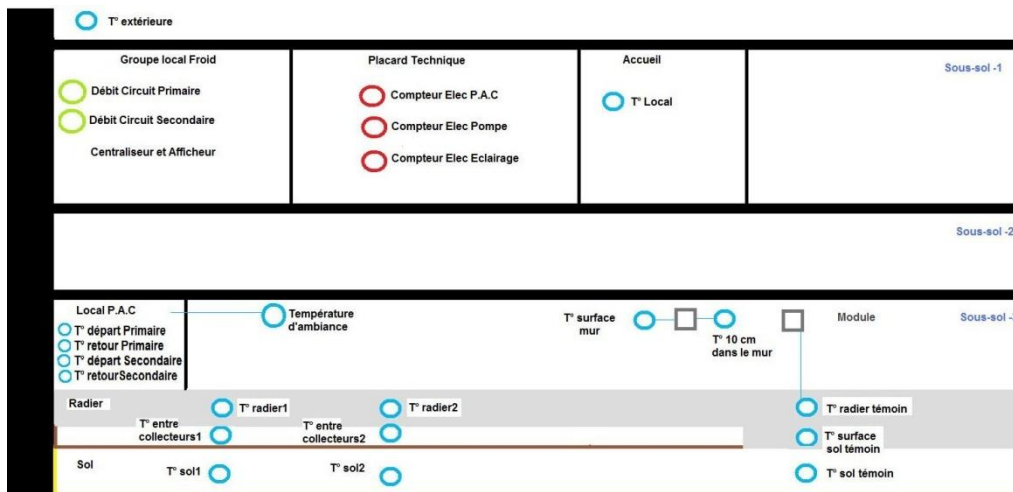 T° extérieure
Groupe local Froid
Placard Technique
Accueil
Sous-sol -1
Débit Circuit Primaire
Compteur Elec P.A.C
T° Local
Débit Circuit Secondaire
Compteur Elec Pompe
Centraliseur et Afficheur
Compteur Elec Eclairage
Sous-sol -2
Local P.A.C
T° départ Primaire
T° retour Primaire
T° départ Secondaire
T° retourSecondaire
Température
d'ambiance
T° surface
mur
T° 10 cm
dans le mur
Module
Sous-sol -3
Radier
T° radier1
T° radier2
T° radier témoin
T° entre
collecteurs1
T° entre
collecteurs2
T° surface
sol témoin
Sol
T° sol1
T° sol2
T° sol témoin